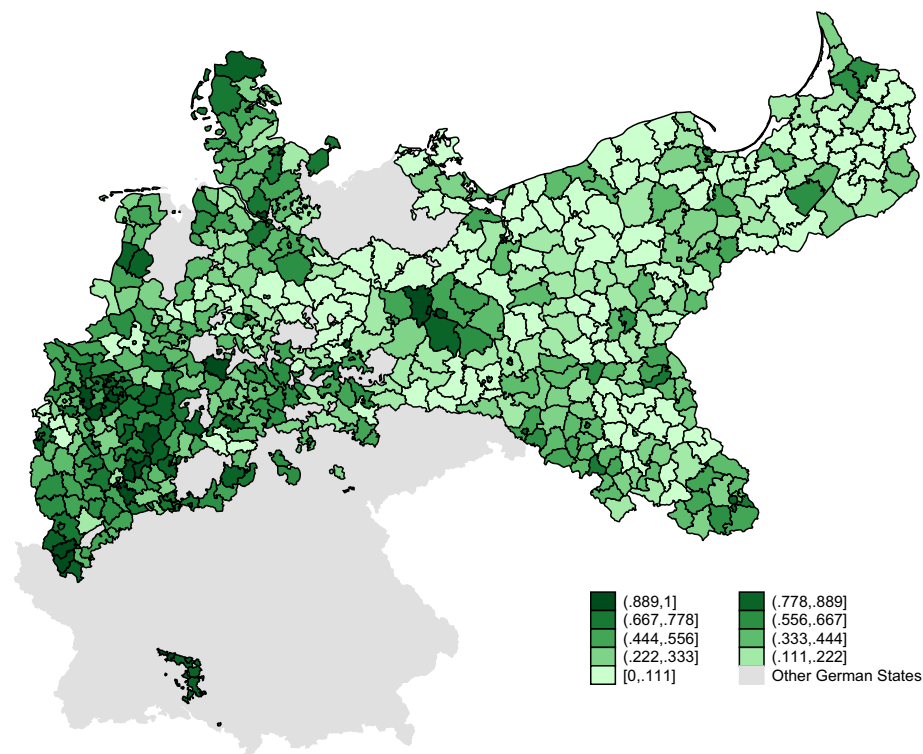 (.889,1] (.778,.889]
(.667,.778] (.556,.667]
(.444,.556] (.333,.444]
(.222,.333] (.111,.222]
[0,.111] Other German States